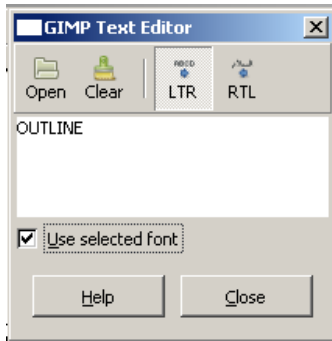 GIMP Text Editor
Open Clear LTR RTL
OUTLINE
Use selected font
Help Close